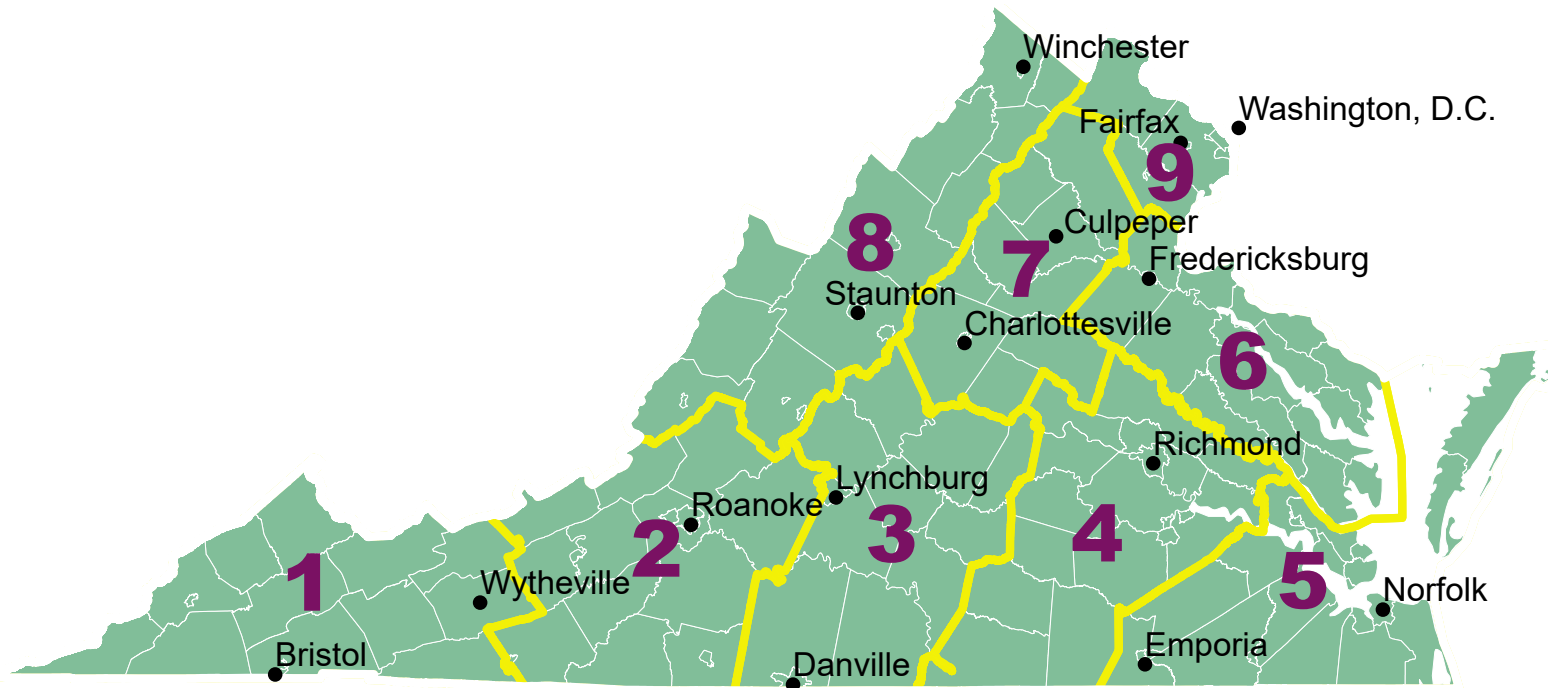 Winchester
Washington, D.C.
Fairfax
9
Culpeper
8
7
Fredericksburg
Staunton
Charlottesville
6
Richmond
Lynchburg
Roanoke
3
4
2
1
5
Wytheville
Norfolk
Emporia
Bristol
Danville